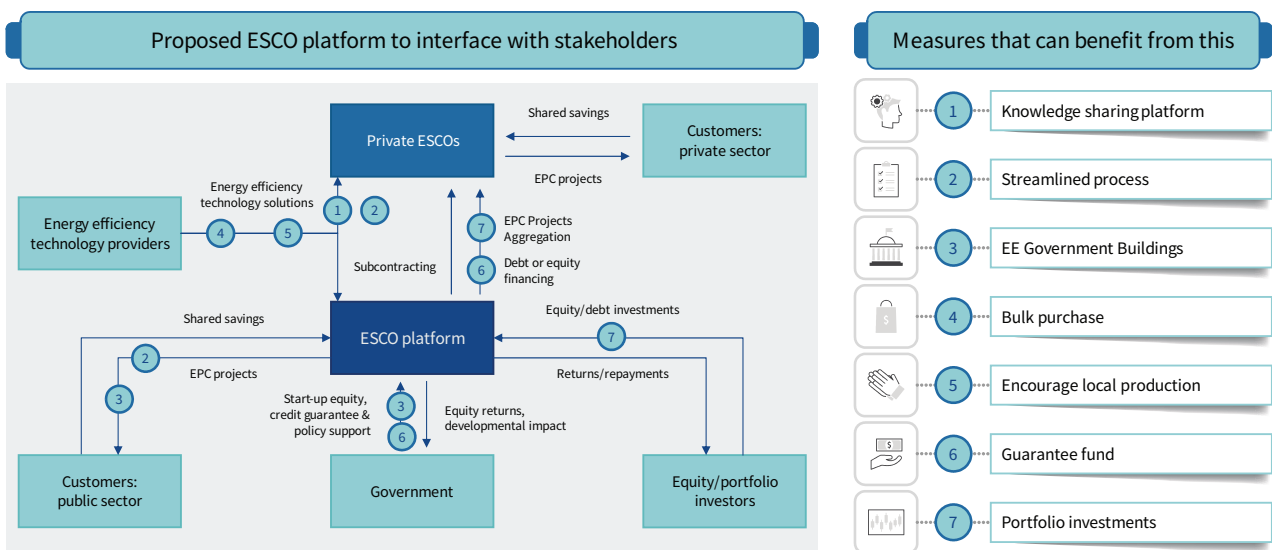 Proposed ESCO platform to interface with stakeholders
Private ESCOs
Shared savings
EPC projects
Customers:
private sector
Energy efficiency
technology solutions
1
2
Energy efficiency
technology providers
4
5
7
EPC Projects
Aggregation
6
Debt or equity
financing
Subcontracting
Shared savings
ESCO platform
Equity/debt investments
7
2
EPC projects
Returns/repayments
3
Start-up equity,
credit guarantee &
policy support
3
6
Equity returns,
developmental impact
Customers:
public sector
Government
Equity/portfolio
investors
Measures that can benefit from this
1
Knowledge sharing platform
2
Streamlined process
3
EE Government Buildings
$
4
Bulk purchase
5
Encourage local production
$
6
Guarantee fund
7
Portfolio investments